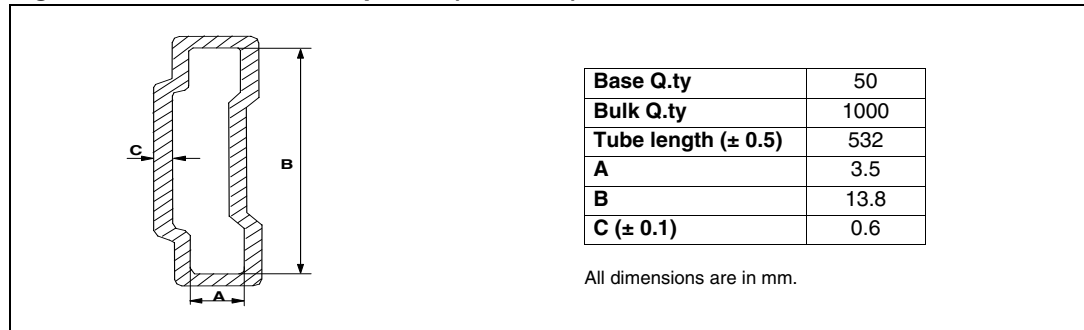 C
B
A
Base Q.ty 50
Bulk Q.ty 1000
Tube length (± 0.5) 532
A 3.5
B 13.8
C (± 0.1) 0.6
All dimensions are in mm.